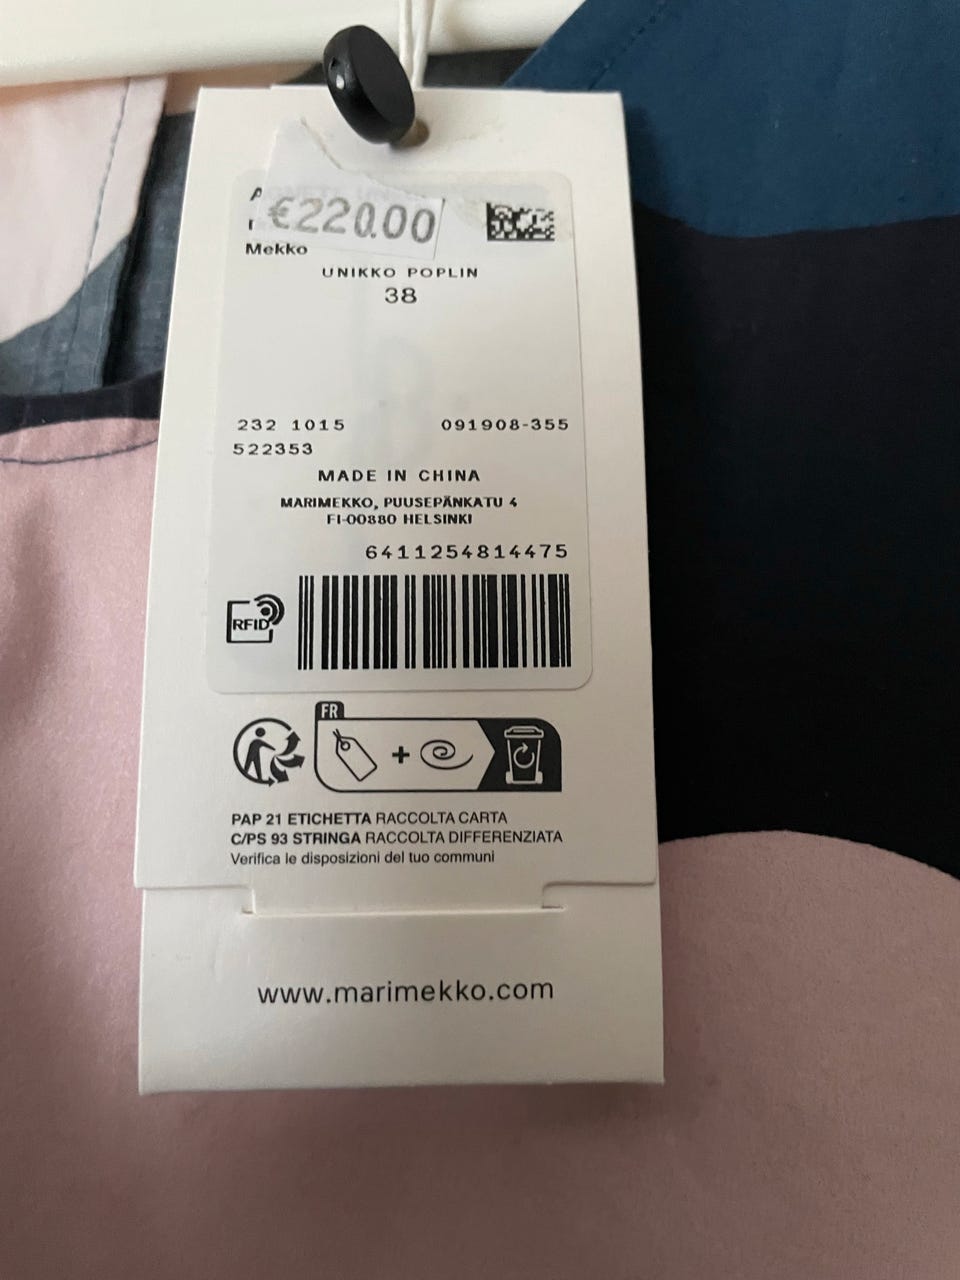 €220.00
Mekko
UNIKKO POPLIN
38
232 1015 091908-355
522353
MADE IN CHINA
MARIMEKKO, PUUSEPÄNKATU 4
FI-00880 HELSINKI
6411254814475
RFID
FR
PAP 21 ETICHETTA RACCOLTA CARTA
C/PS 93 STRINGA RACCOLTA DIFFERENZIATA
Verifica le disposizioni del tuo communi
www.marimekko.com